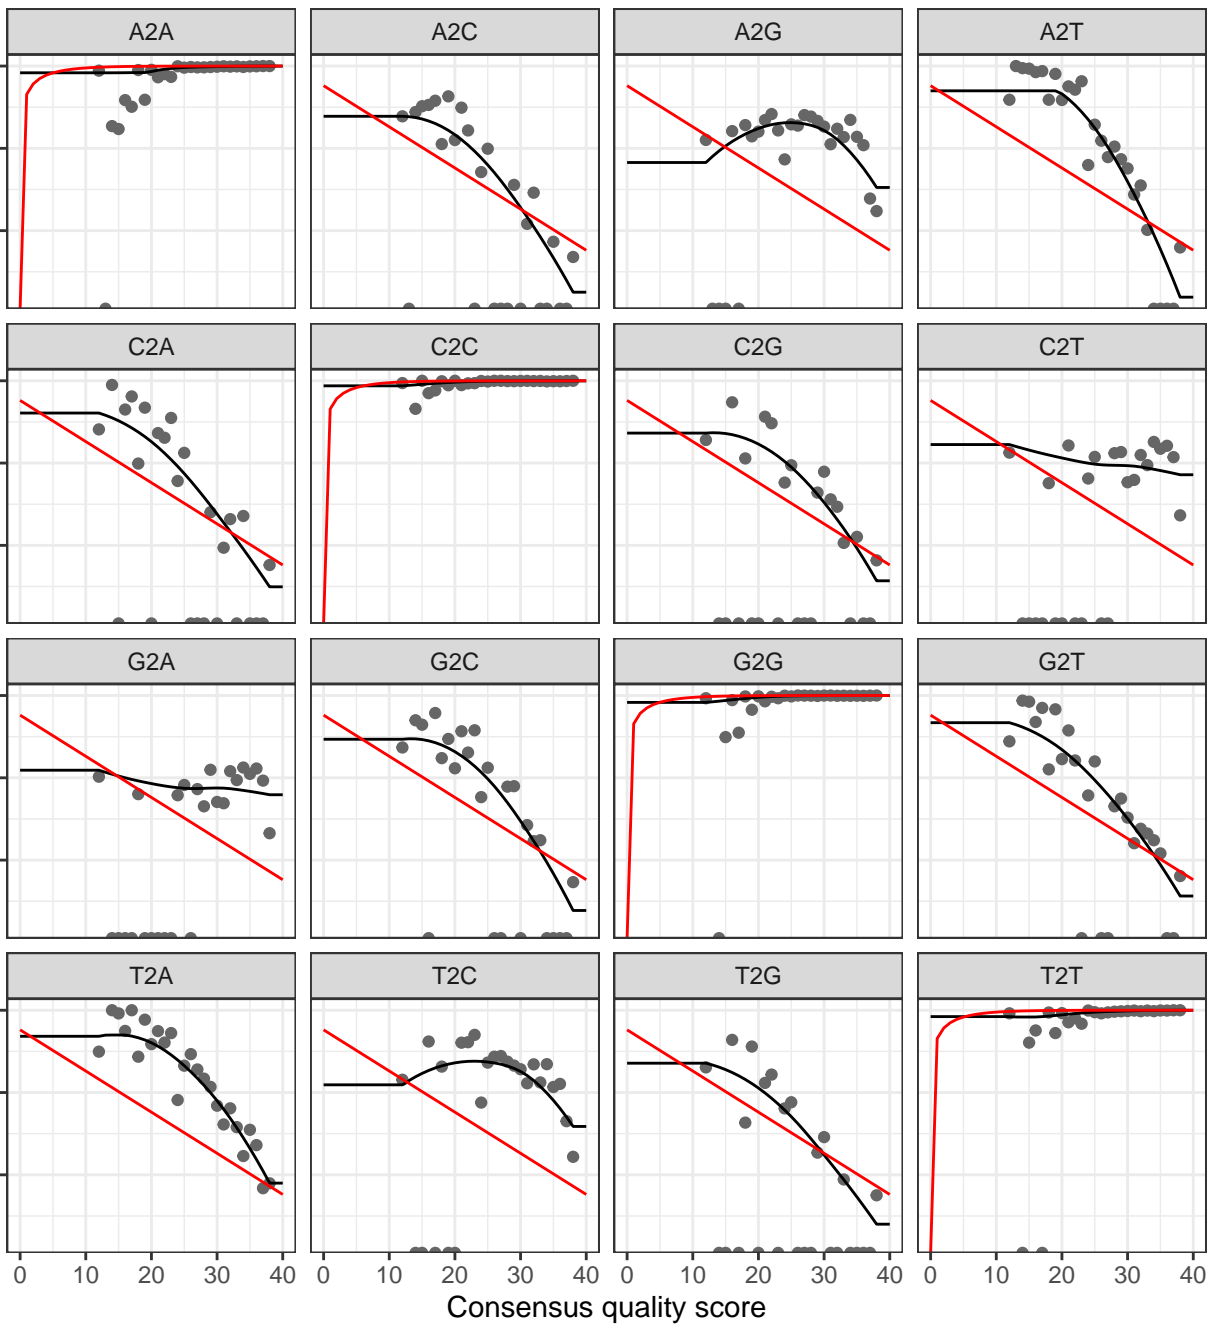 A2A A2C A2G A2T
C2A C2C C2G C2T
G2A G2C G2G G2T
T2A T2C T2G T2T
0 10 20 30 40 0 10 20 30 40 0 10 20 30 40 0 10 20 30 40
Consensus quality score